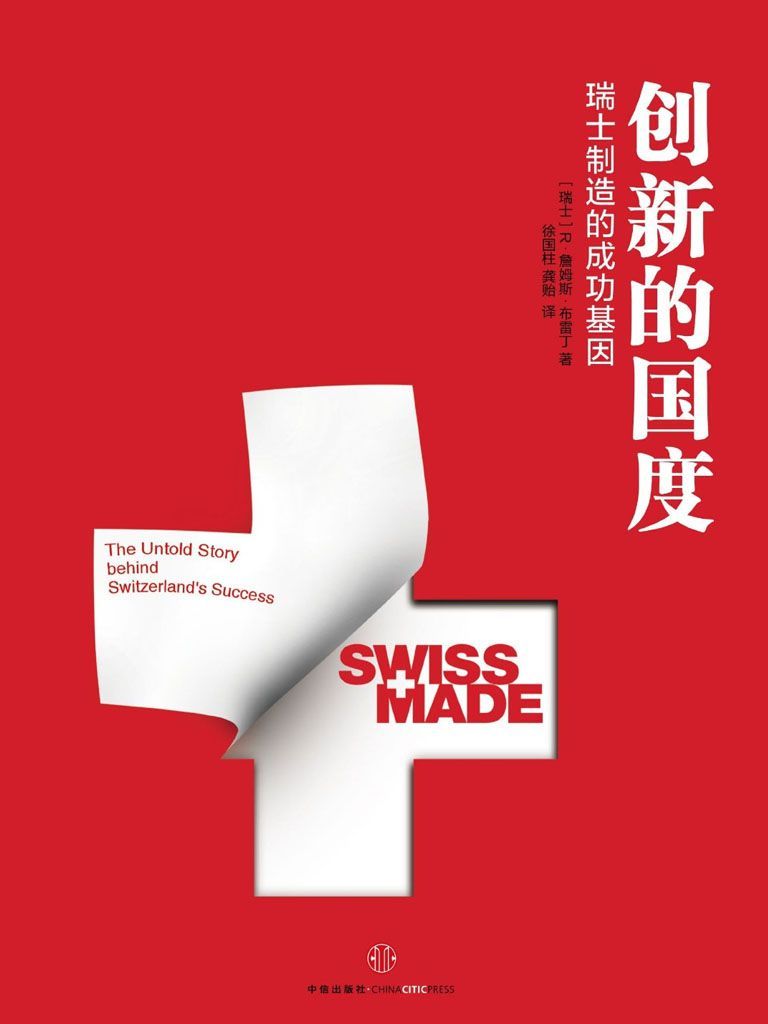 创新的国度
瑞士制造的成功基因
[瑞士] R·詹姆斯·布雷丁 著
徐国柱 龚贻 译
The Untold Story
behind
Switzerland's Success
SWISS
MADE
中信出版社·CHINACITICPRESS